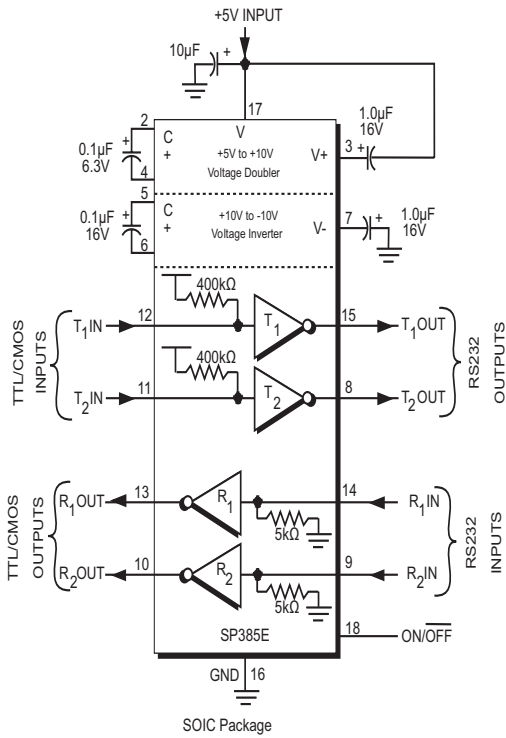 +5V INPUT
10µF +
17
2
C
+
V
+5V to +10V
Voltage Doubler
V+
3 +
1.0µF
16V
0.1µF
6.3V
+
4
5
C
+
+10V to -10V
Voltage Inverter
V-
7 +
1.0µF
16V
0.1µF
16V
+
6
400kΩ
TTL/CMOS
INPUTS
T1IN
12
T1
15
T1OUT
400kΩ
T2IN
11
T2
8
T2OUT
RS232
OUTPUTS
TTL/CMOS
OUTPUTS
R1OUT
13
R1
14
R1IN
5kΩ
R2OUT
10
R2
9
R2IN
5kΩ
RS232
INPUTS
SP385E
18
ON/O̅F̅F̅
GND 16
SOIC Package